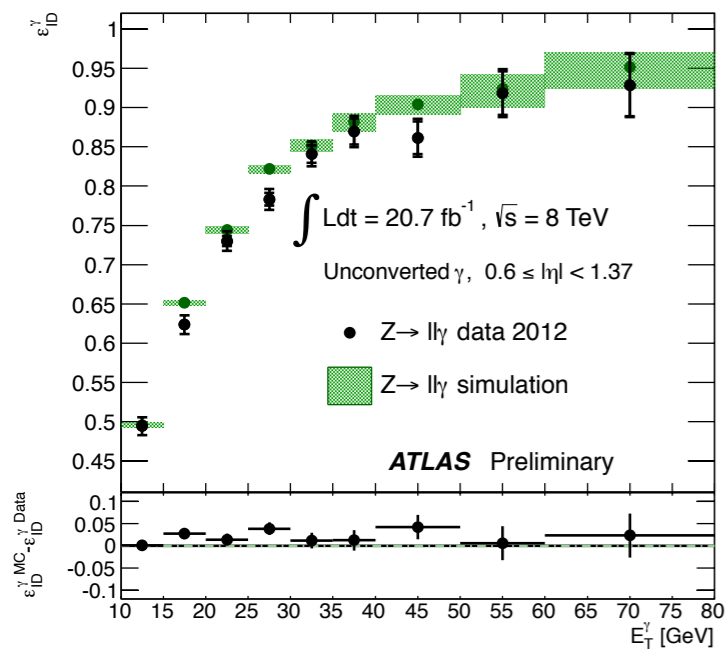 ε_ID^γ
1
0.95
0.9
0.85
0.8
0.75
0.7
0.65
0.6
0.55
0.5
0.45
∫ Ldt = 20.7 fb⁻¹ , √s = 8 TeV
Unconverted γ, 0.6 ≤ |η| < 1.37
Z→ llγ data 2012
Z→ llγ simulation
ATLAS Preliminary
ε_ID^γ MC-ε_ID^γ Data
0.1
0.05
0
-0.05
-0.1
10 15 20 25 30 35 40 45 50 55 60 65 70 75 80
E_T^γ [GeV]